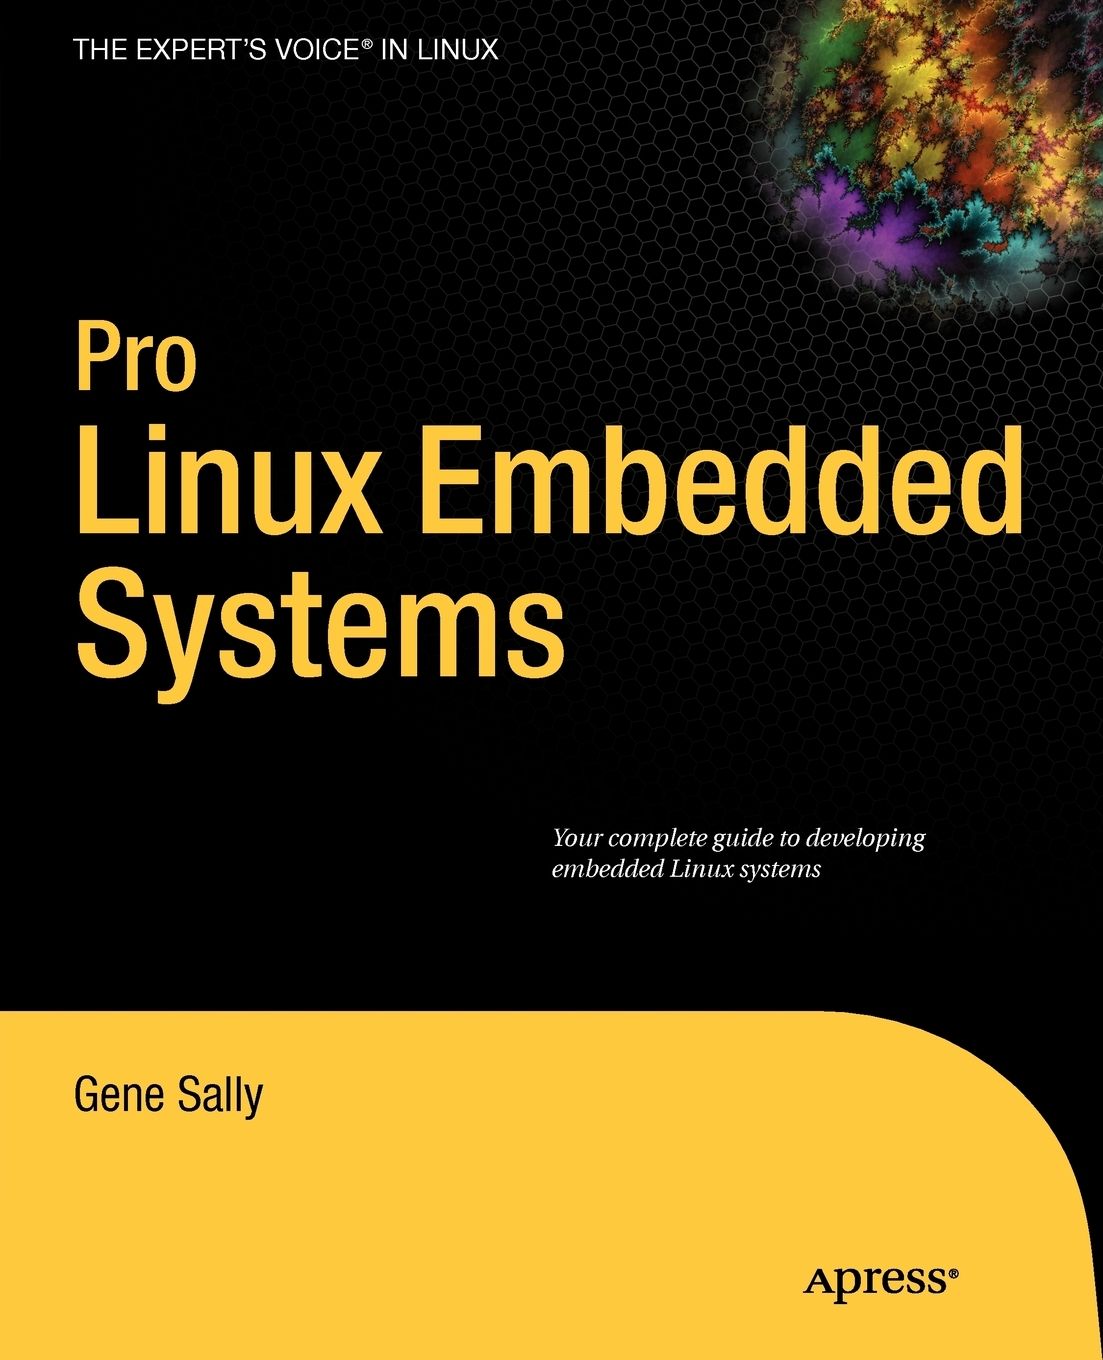 THE EXPERT'S VOICE® IN LINUX
Pro
Linux Embedded
Systems
Your complete guide to developing
embedded Linux systems
Gene Sally
Apress®